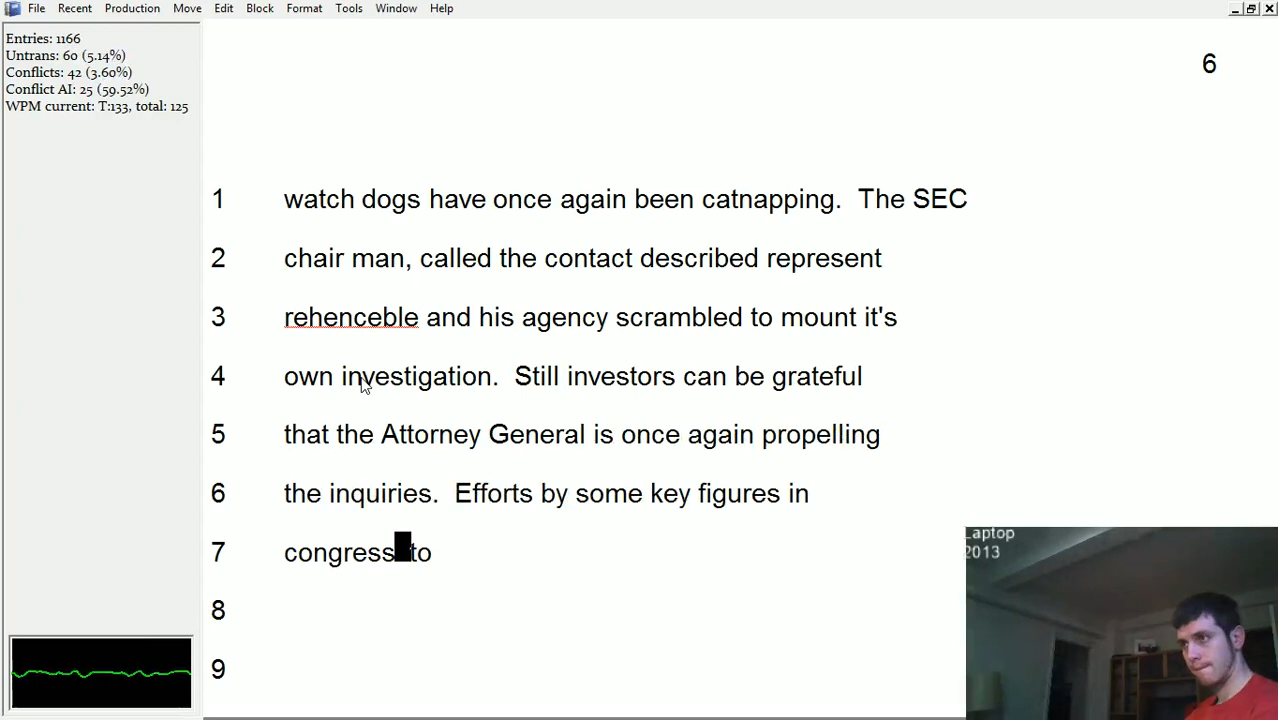 File Recent Production Move Edit Block Format Tools Window Help
Entries: 1166
Untrans: 60 (5.14%)
Conflicts: 42 (3.60%)
Conflict AI: 25 (59.52%)
WPM current: T:133, total: 125
6
1 watch dogs have once again been catnapping. The SEC
2 chair man, called the contact described represent
3 rehenceble and his agency scrambled to mount it's
4 own investigation. Still investors can be grateful
5 that the Attorney General is once again propelling
6 the inquiries. Efforts by some key figures in
7 congress to
8
9
Laptop
2013